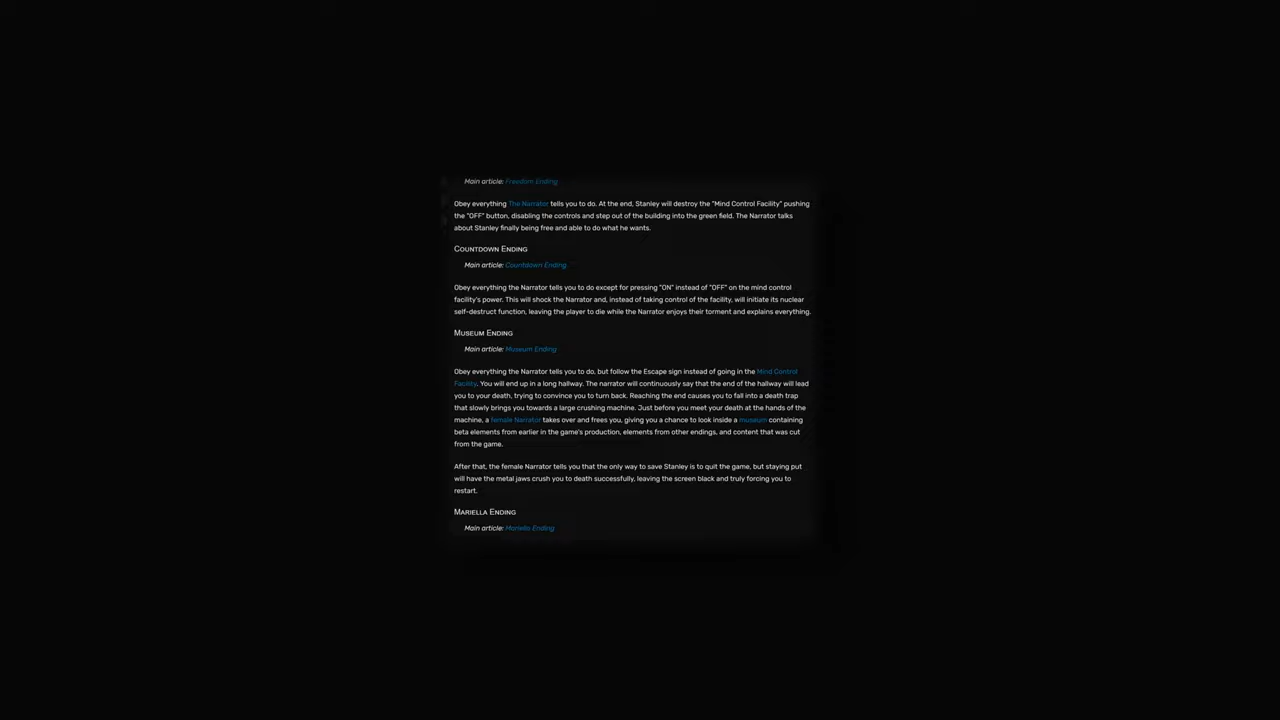 Main article: Freedom Ending
Obey everything The Narrator tells you to do. At the end, Stanley will destroy the "Mind Control Facility" pushing
the "OFF" button, disabling the controls and step out of the building into the green field. The Narrator talks
about Stanley finally being free and able to do what he wants.
COUNTDOWN ENDING
Main article: Countdown Ending
Obey everything the Narrator tells you to do except for pressing "ON" instead of "OFF" on the mind control
facility's power. This will shock the Narrator and, instead of taking control of the facility, will initiate its nuclear
self-destruct function, leaving the player to die while the Narrator enjoys their torment and explains everything.
MUSEUM ENDING
Main article: Museum Ending
Obey everything the Narrator tells you to do, but follow the Escape sign instead of going in the Mind Control
Facility. You will end up in a long hallway. The narrator will continuously say that the end of the hallway will lead
you to your death, trying to convince you to turn back. Reaching the end causes you to fall into a death trap
that slowly brings you towards a large crushing machine. Just before you meet your death at the hands of the
machine, a female Narrator takes over and frees you, giving you a chance to look inside a museum containing
beta elements from earlier in the game's production, elements from other endings, and content that was cut
from the game.
After that, the female Narrator tells you that the only way to save Stanley is to quit the game, but staying put
will have the metal jaws crush you to death successfully, leaving the screen black and truly forcing you to
restart.
MARIELLA ENDING
Main article: Mariella Ending